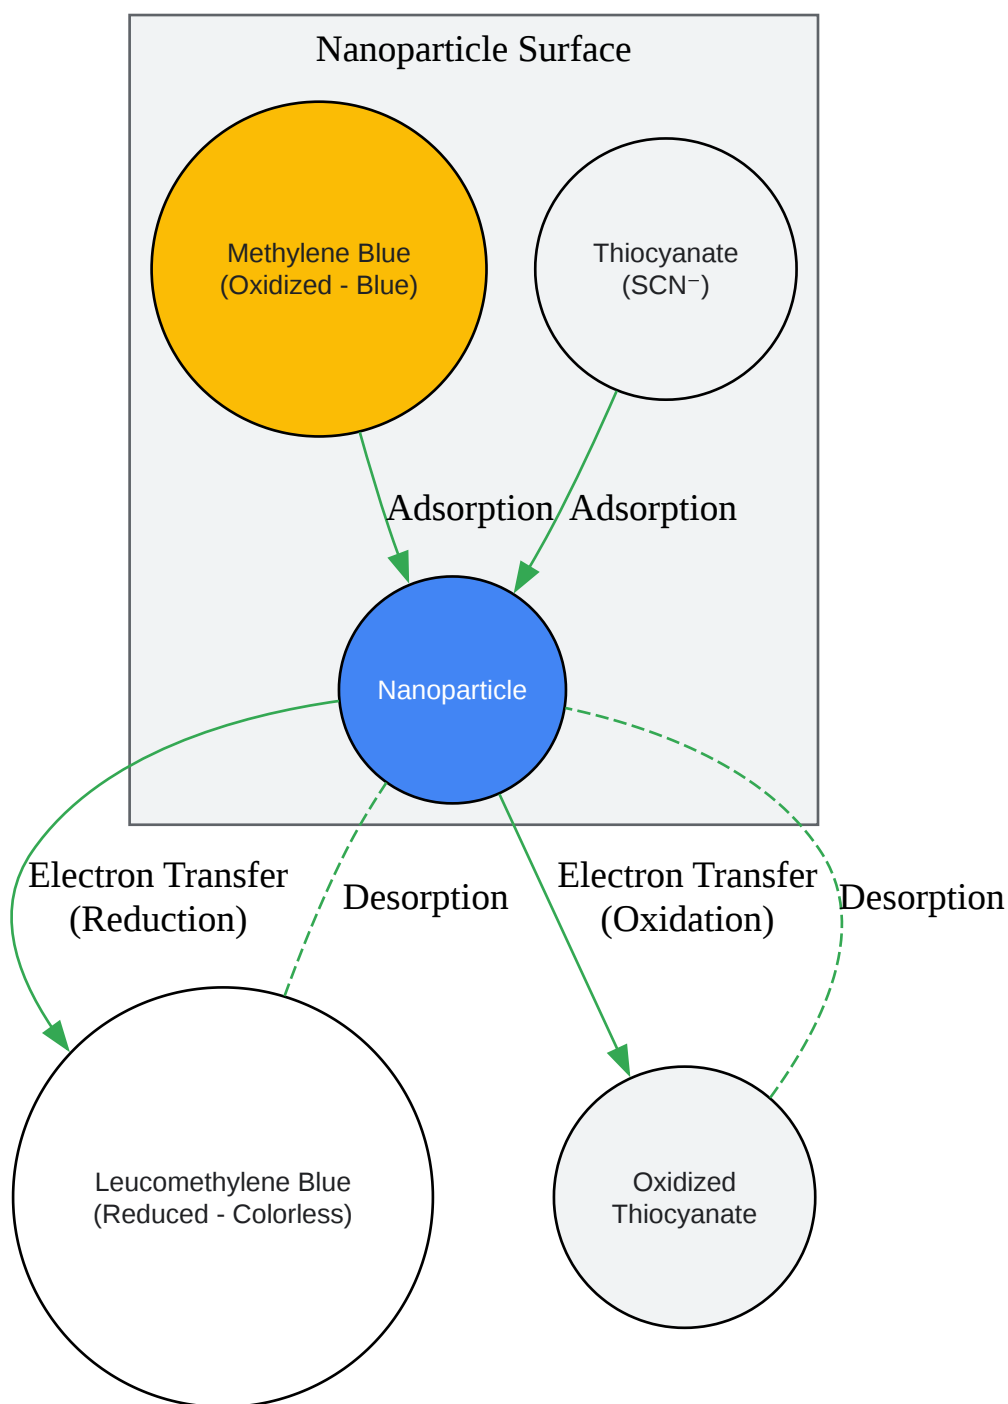 Nanoparticle Surface
Methylene Blue
(Oxidized - Blue)
Thiocyanate
(SCN⁻)
Adsorption
Adsorption
Nanoparticle
Electron Transfer
(Reduction)
Desorption
Electron Transfer
(Oxidation)
Desorption
Leucomethylene Blue
(Reduced - Colorless)
Oxidized
Thiocyanate